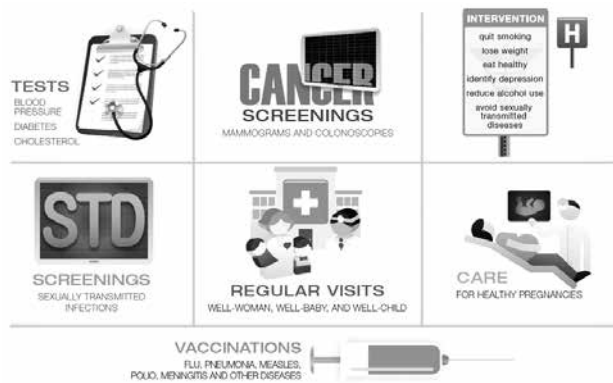 TESTS
BLOOD
PRESSURE
DIABETES
CHOLESTEROL
CANCER
SCREENINGS
MAMMOGRAMS AND COLONOSCOPIES
INTERVENTION
quit smoking
lose weight
eat healthy
identify depression
reduce alcohol use
avoid sexually
transmitted
diseases
H
STD
SCREENINGS
SEXUALLY TRANSMITTED
INFECTIONS
REGULAR VISITS
WELL-WOMAN, WELL-BABY, AND WELL-CHILD
CARE
FOR HEALTHY PREGNANCIES
VACCINATIONS
FLU, PNEUMONIA, MEASLES,
POLIO, MENINGITIS AND OTHER DISEASES